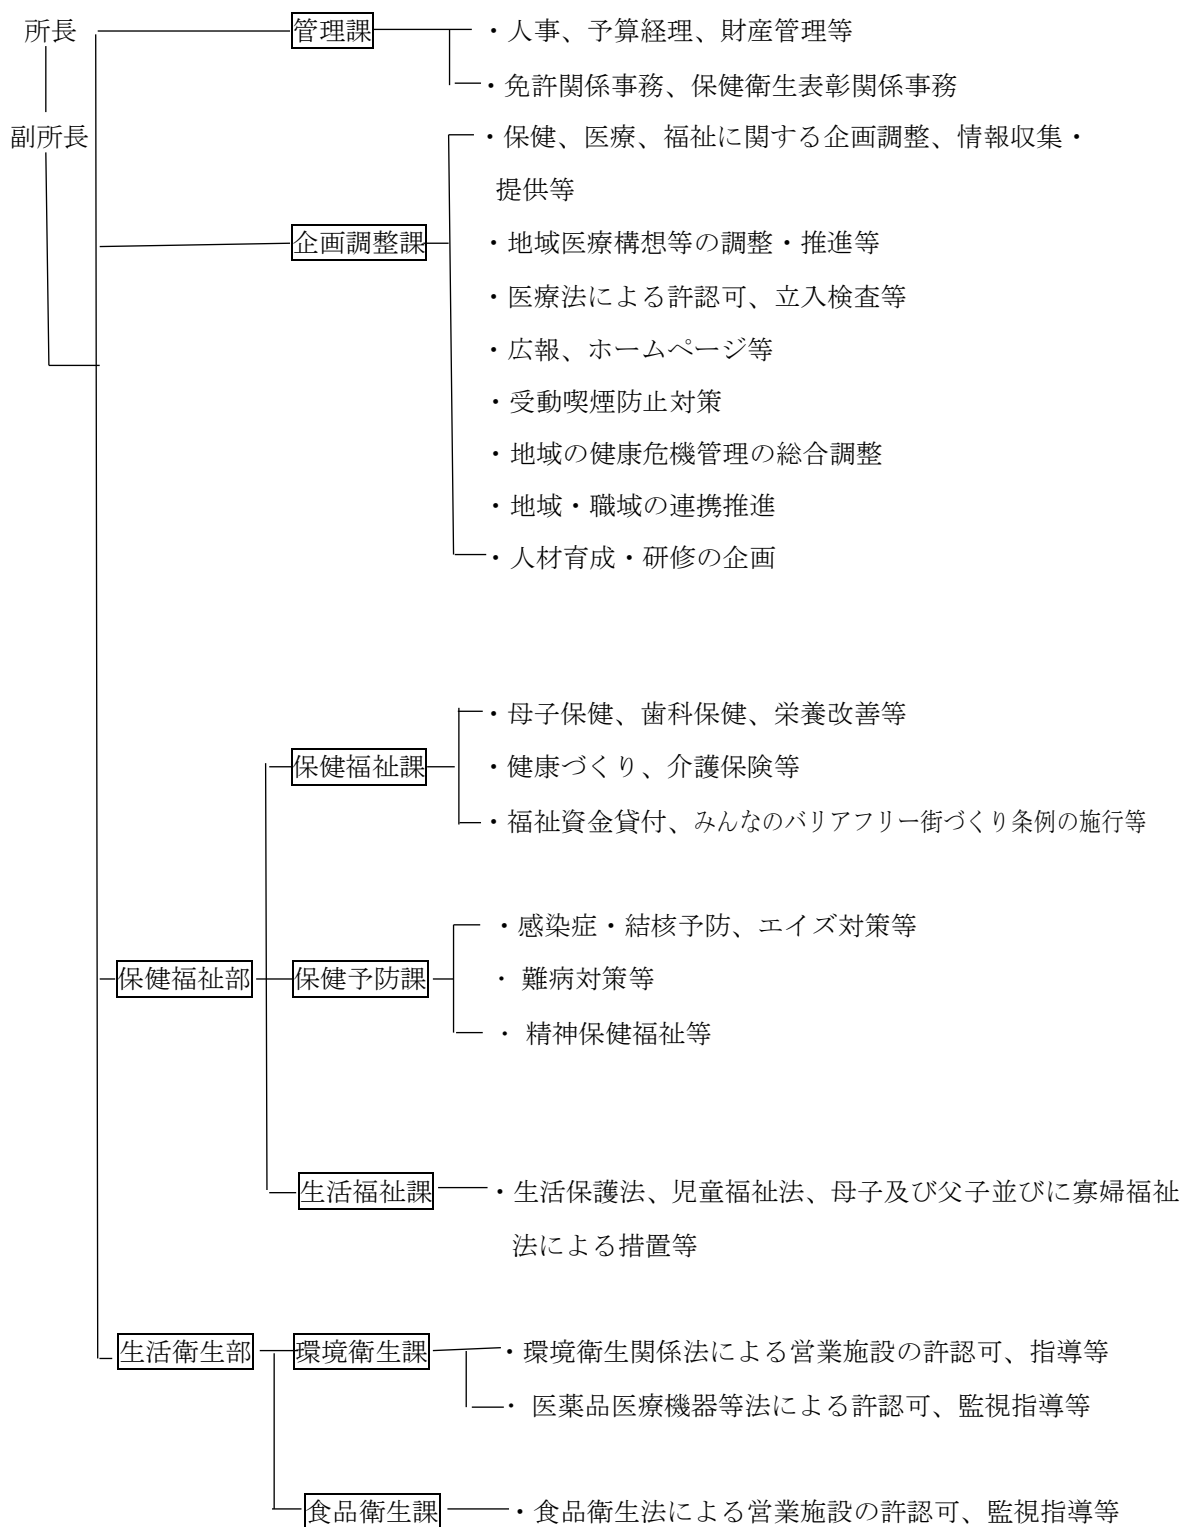 所長
管理課
・人事、予算経理、財産管理等
・免許関係事務、保健衛生表彰関係事務
副所長
・保健、医療、福祉に関する企画調整、情報収集・
提供等
企画調整課
・地域医療構想等の調整・推進等
・医療法による許認可、立入検査等
・広報、ホームページ等
・受動喫煙防止対策
・地域の健康危機管理の総合調整
・地域・職域の連携推進
・人材育成・研修の企画
・母子保健、歯科保健、栄養改善等
保健福祉課
・健康づくり、介護保険等
・福祉資金貸付、みんなのバリアフリー街づくり条例の施行等
・感染症・結核予防、エイズ対策等
保健福祉部
保健予防課
・ 難病対策等
・ 精神保健福祉等
生活福祉課
・生活保護法、児童福祉法、母子及び父子並びに寡婦福祉
法による措置等
生活衛生部
環境衛生課
・環境衛生関係法による営業施設の許認可、指導等
・ 医薬品医療機器等法による許認可、監視指導等
食品衛生課
・食品衛生法による営業施設の許認可、監視指導等